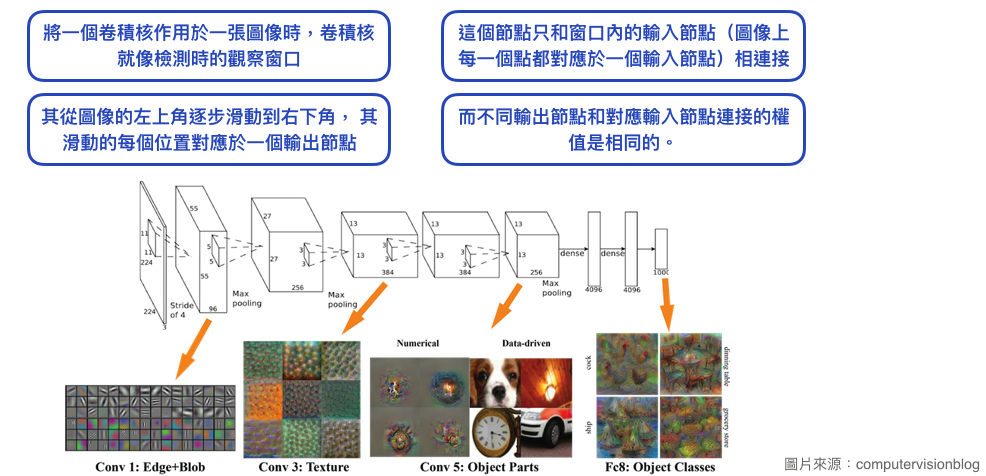 將一個卷積核作用於一張圖像時，卷積核
就像檢測時的觀察窗口
這個節點只和窗口內的輸入節點（圖像上
每一個點都對應於一個輸入節點）相連接
其從圖像的左上角逐步滑動到右下角， 其
滑動的每個位置對應於一個輸出節點
而不同輸出節點和對應輸入節點連接的權
值是相同的。
11
11
224
224
3
Stride
of 4
55
55
5
5
96
Max
pooling
27
27
3
3
256
Max
pooling
13
13
3
3
384
13
13
3
3
384
13
13
256
Max
pooling
dense
4096
dense
4096
1000
Numerical
Data-driven
cock
dinning table
ship
grocery store
Conv 1: Edge+Blob
Conv 3: Texture
Conv 5: Object Parts
Fc8: Object Classes
圖片來源：computervisionblog